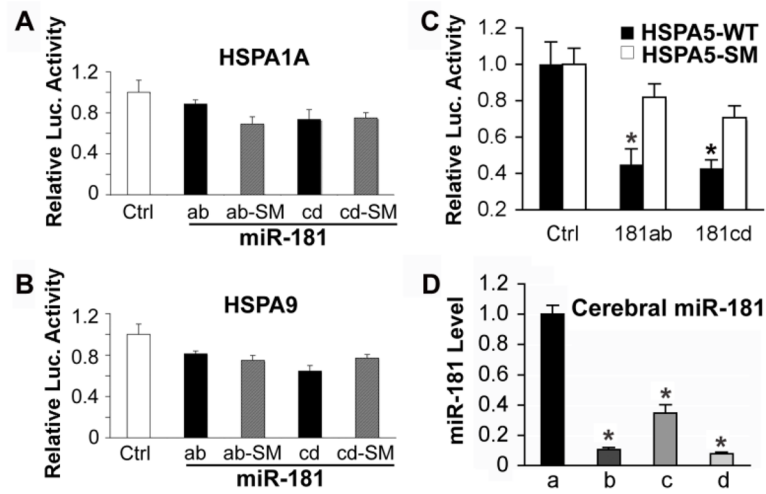 A
HSPA1A
Relative Luc. Activity
1.2
0.8
0.4
0
Ctrl ab ab-SM cd cd-SM
miR-181
B
HSPA9
Relative Luc. Activity
1.2
0.8
0.4
0
Ctrl ab ab-SM cd cd-SM
miR-181
C
HSPA5-WT
HSPA5-SM
Relative Luc. Activity
1.2
1.0
0.8
0.6
0.4
0.2
* *
Ctrl 181ab 181cd
D
Cerebral miR-181
miR-181 Level
1.2
1.0
0.8
0.6
0.4
0.2
0
* * *
a b c d